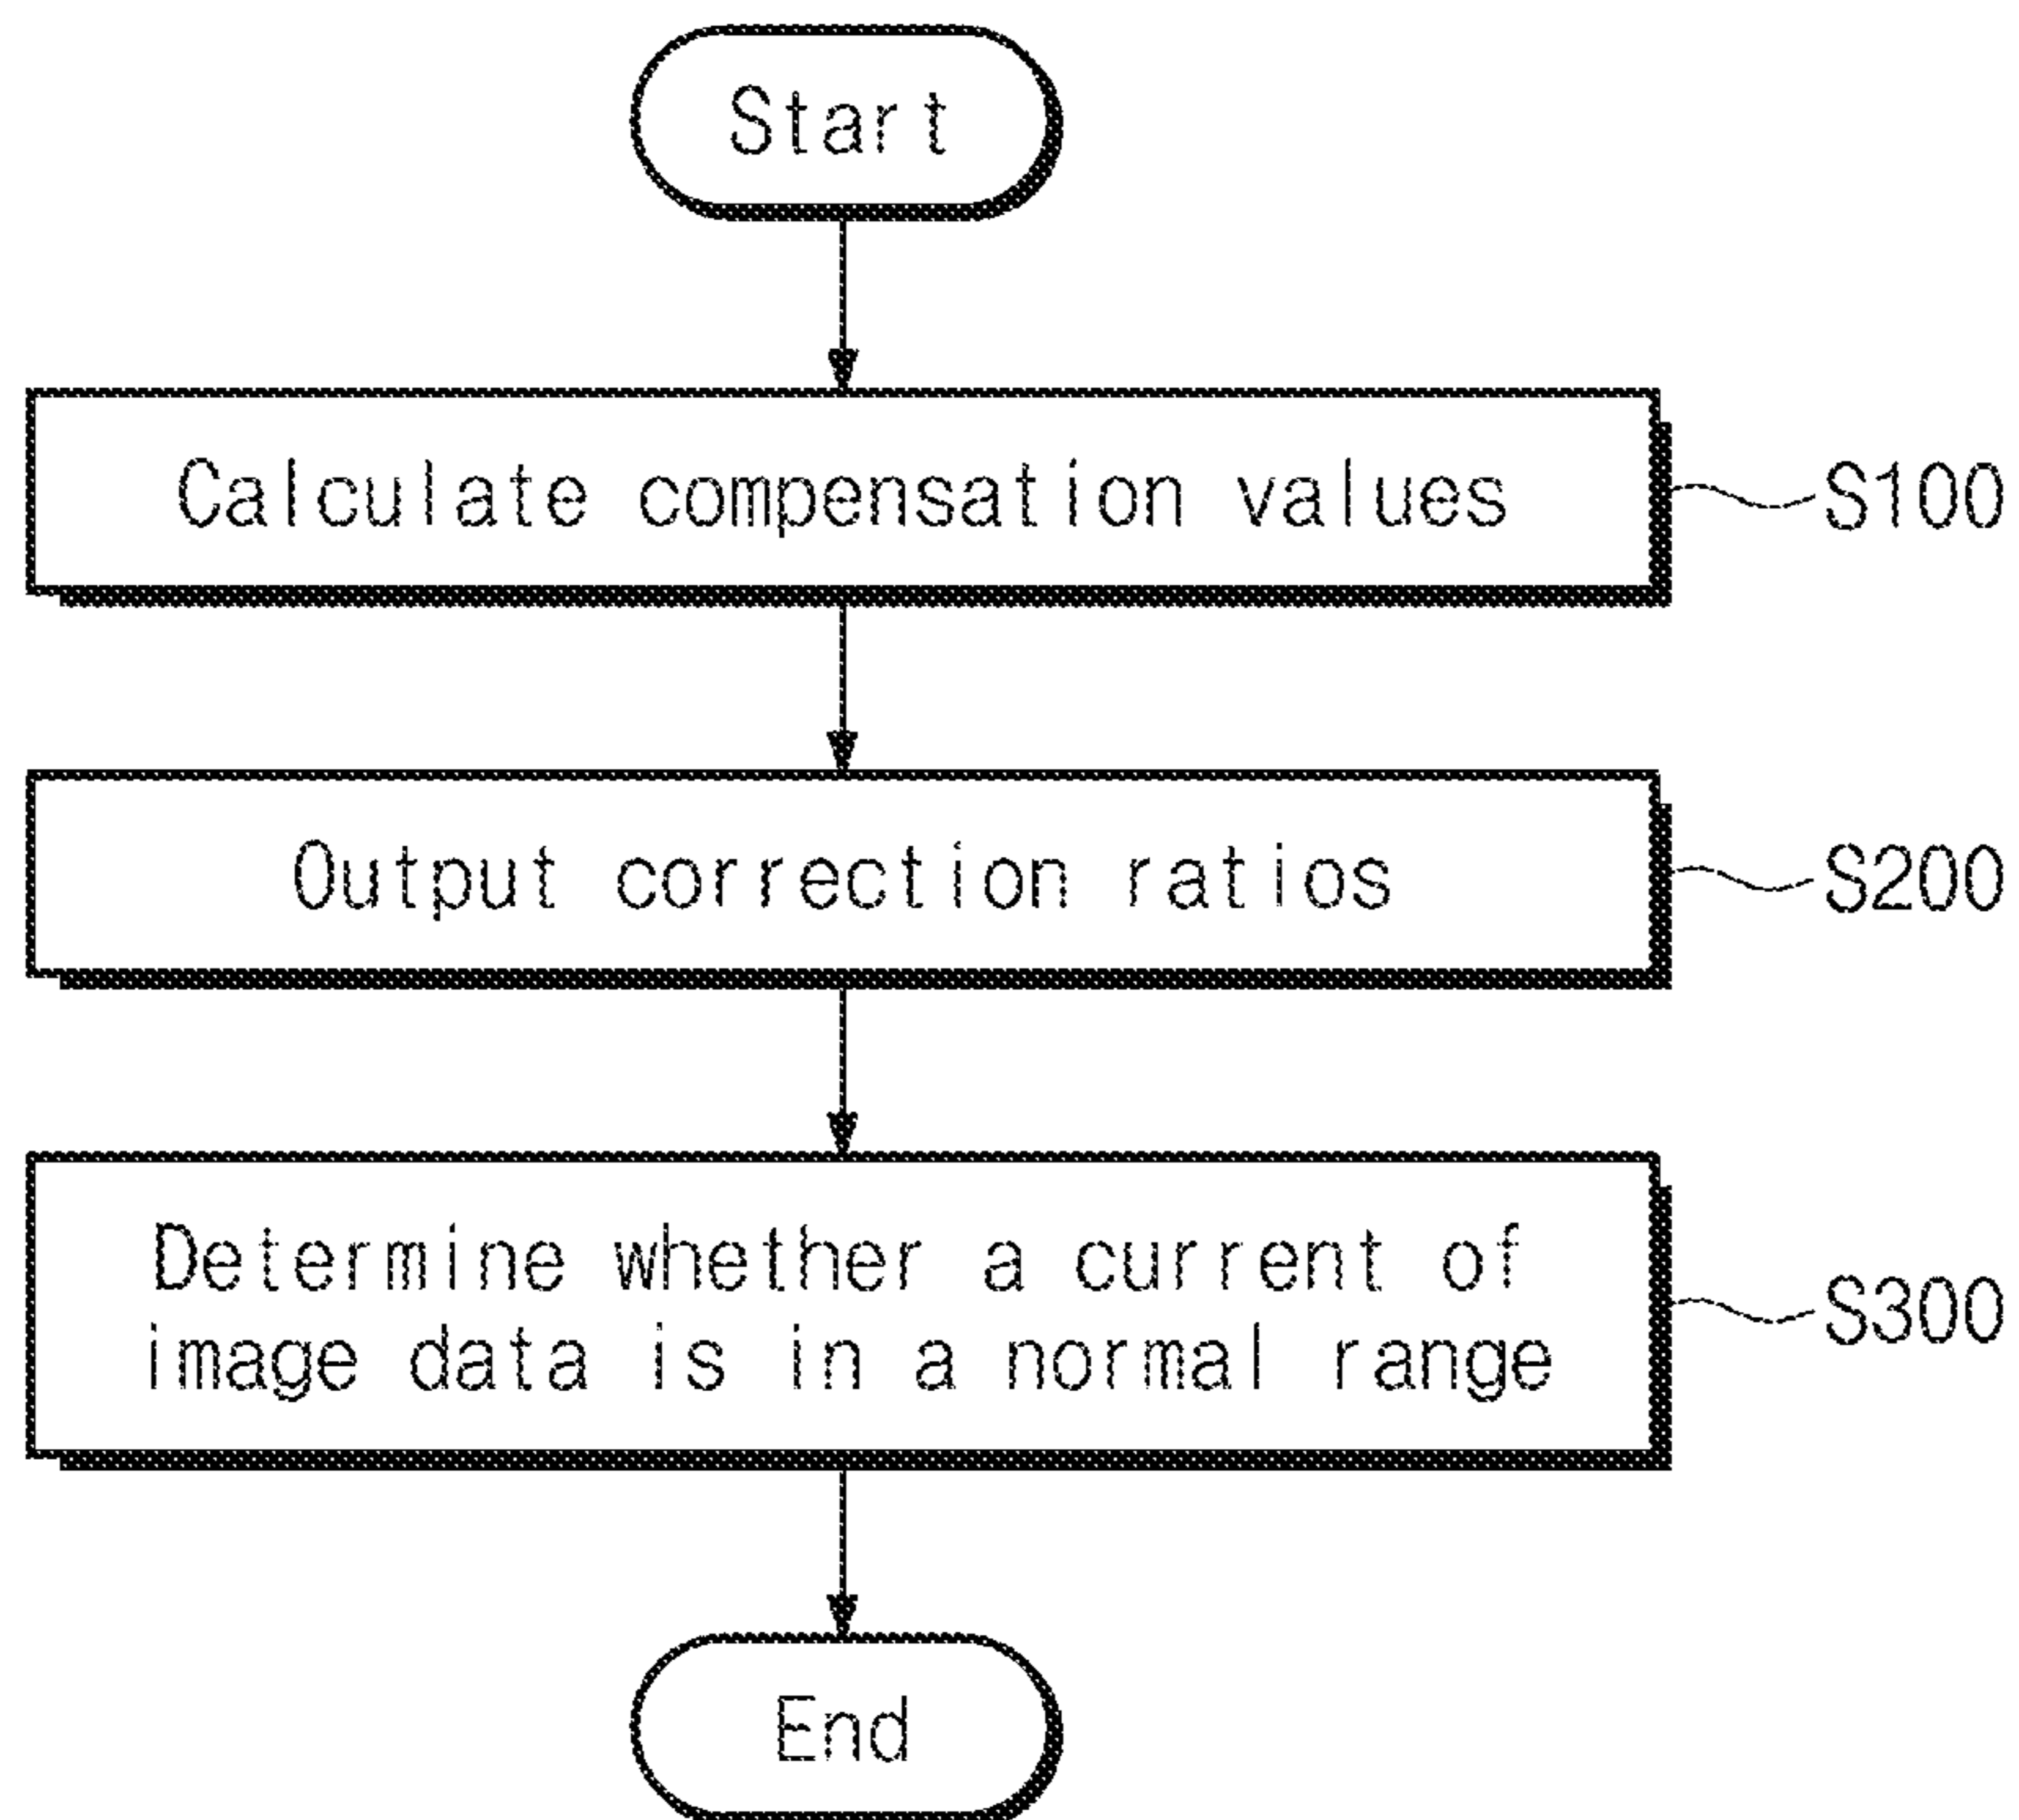 Start
Calculate compensation values
S100
Output correction ratios
S200
Determine whether a current of
image data is in a normal range
S300
End